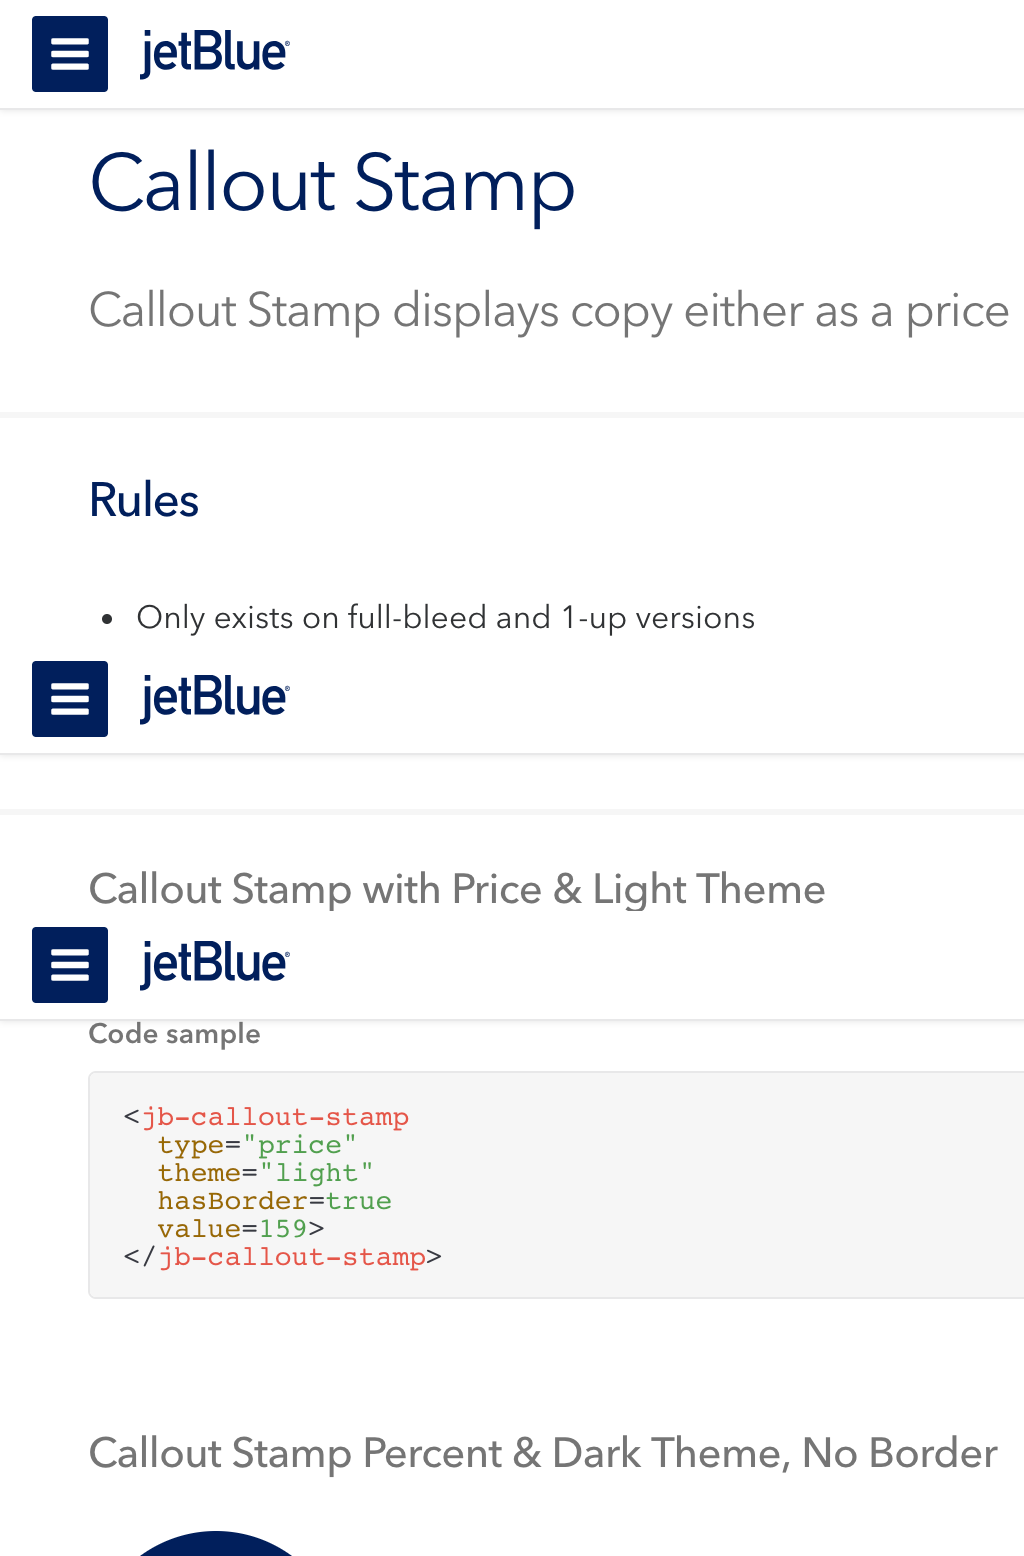 jetBlue
Callout Stamp
Callout Stamp displays copy either as a price
Rules
• Only exists on full-bleed and 1-up versions
jetBlue
Callout Stamp with Price & Light Theme
jetBlue
Code sample
<jb-callout-stamp
  type="price"
  theme="light"
  hasBorder=true
  value=159>
</jb-callout-stamp>
Callout Stamp Percent & Dark Theme, No Border